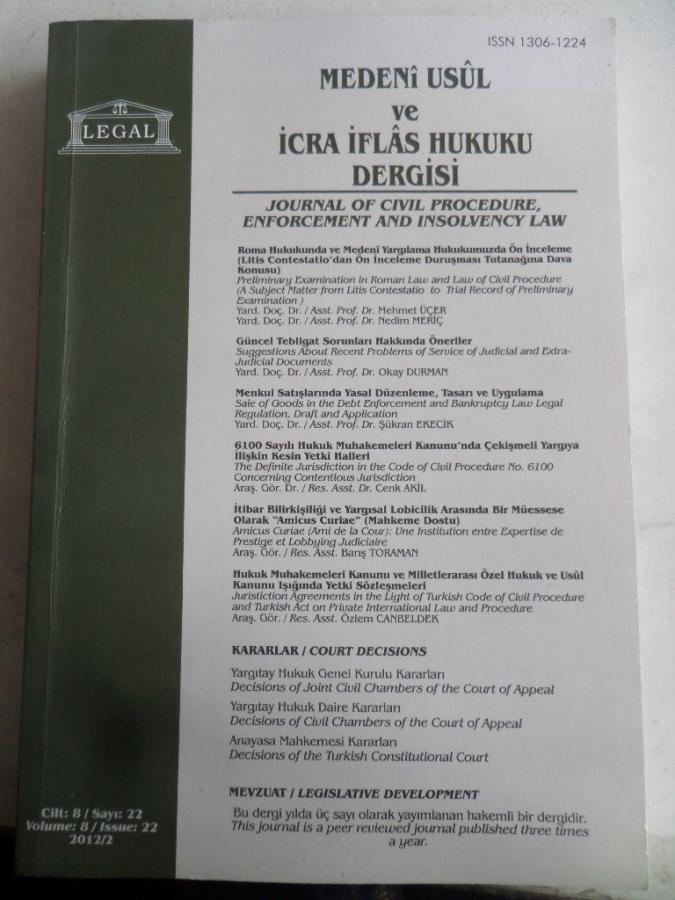 ISSN 1306-1224
LEGAL
MEDENî USÛL
ve
İCRA İFLÂS HUKUKU
DERGİSİ
JOURNAL OF CIVIL PROCEDURE,
ENFORCEMENT AND INSOLVENCY LAW
Roma Hukukunda ve Medenî Yargılama Hukukumuzda Ön İnceleme
(Litis Contestatio'dan Ön İnceleme Duruşması Tutanağına Dava
Konusu)
Preliminary Examination in Roman Law and Law of Civil Procedure
(A Subject Matter from Litis Contestatio to Trial Record of Preliminary
Examination )
Yard. Doç. Dr. / Asst. Prof. Dr. Mehmet ÜÇER
Yard. Doç. Dr. / Asst. Prof. Dr. Nedim MERİÇ
Güncel Tebligat Sorunları Hakkında Öneriler
Suggestions About Recent Problems of Service of Judicial and Extra-
Judicial Documents
Yard. Doç. Dr. / Asst. Prof. Dr. Okay DURMAN
Menkul Satışlarında Yasal Düzenleme, Tasarı ve Uygulama
Sale of Goods in the Debt Enforcement and Bankruptcy Law Legal
Regulation, Draft and Application
Yard. Doç. Dr. / Asst. Prof. Dr. Şükran EKECİK
6100 Sayılı Hukuk Muhakemeleri Kanunu'nda Çekişmeli Yargıya
İlişkin Kesin Yetki Halleri
The Definite Jurisdiction in the Code of Civil Procedure No. 6100
Concerning Contentious Jurisdiction
Araş. Gör. Dr. / Res. Asst. Dr. Cenk AKİL
İtibar Bilirkişiliği ve Yargısal Lobicilik Arasında Bir Müessese
Olarak "Amicus Curiae" (Mahkeme Dostu)
Amicus Curiae (Ami de la Cour): Une Institution entre Expertise de
Prestige et Lobbying Judiciaire
Araş. Gör. / Res. Asst. Barış TORAMAN
Hukuk Muhakemeleri Kanunu ve Milletlerarası Özel Hukuk ve Usûl
Kanunu Işığında Yetki Sözleşmeleri
Juristiction Agreements in the Light of Turkish Code of Civil Procedure
and Turkish Act on Private International Law and Procedure
Araş. Gör. / Res. Asst. Özlem CANBELDEK
KARARLAR / COURT DECISIONS
Yargıtay Hukuk Genel Kurulu Kararları
Decisions of Joint Civil Chambers of the Court of Appeal
Yargıtay Hukuk Daire Kararları
Decisions of Civil Chambers of the Court of Appeal
Anayasa Mahkemesi Kararları
Decisions of the Turkish Constitutional Court
MEVZUAT / LEGISLATIVE DEVELOPMENT
Bu dergi yılda üç sayı olarak yayımlanan hakemli bir dergidir.
This journal is a peer reviewed journal published three times
a year.
Cilt: 8 / Sayı: 22
Volume: 8 / Issue: 22
2012/2